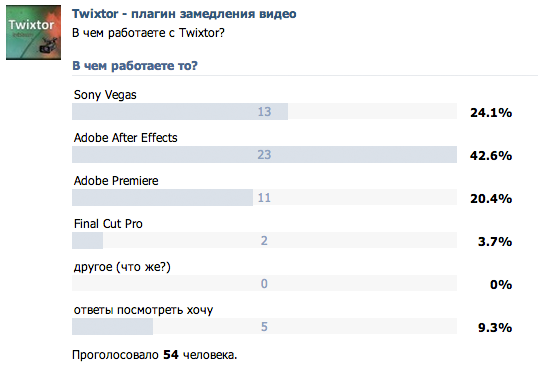 Twixtor
Twixtor - плагин замедления видео
В чем работаете с Twixtor?
В чем работаете то?
Sony Vegas
13 24.1%
Adobe After Effects
23 42.6%
Adobe Premiere
11 20.4%
Final Cut Pro
2 3.7%
другое (что же?)
0 0%
ответы посмотреть хочу
5 9.3%
Проголосовало 54 человека.